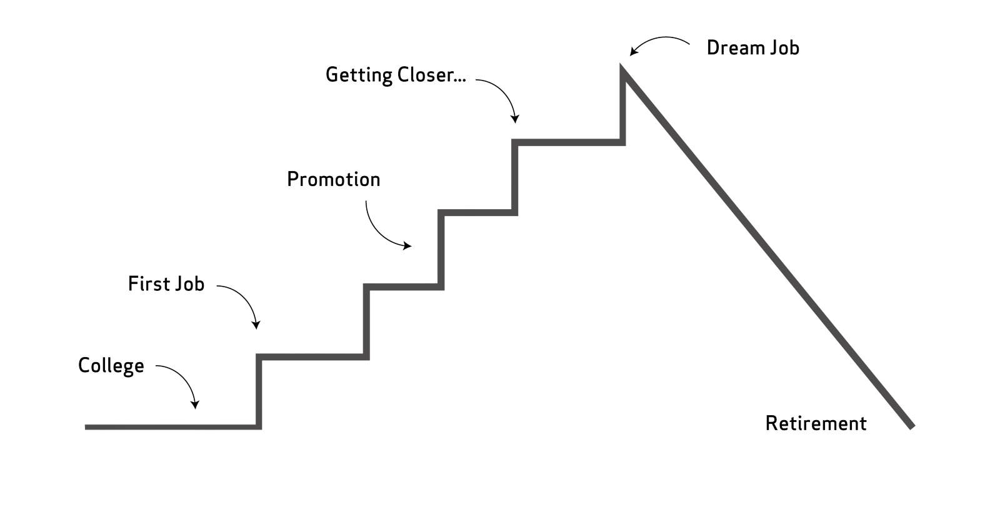 Dream Job
Getting Closer...
Promotion
First Job
College
Retirement